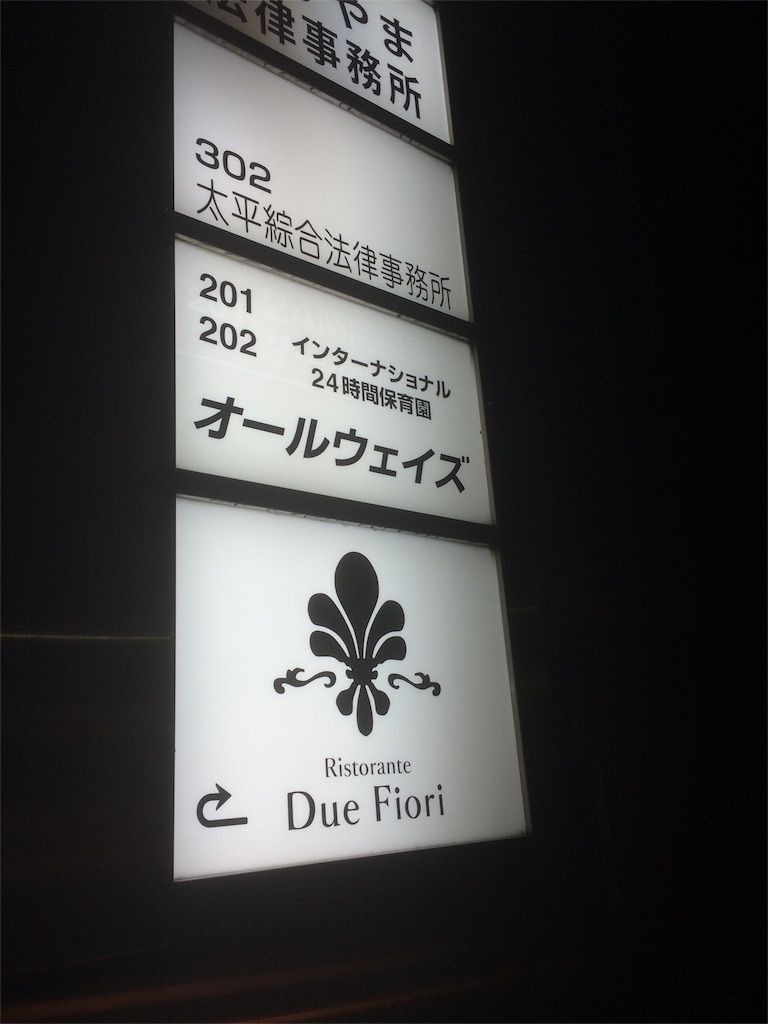 やま
法律事務所
302
太平綜合法律事務所
201
202
インターナショナル
24時間保育園
オールウェイズ
Ristorante
Due Fiori